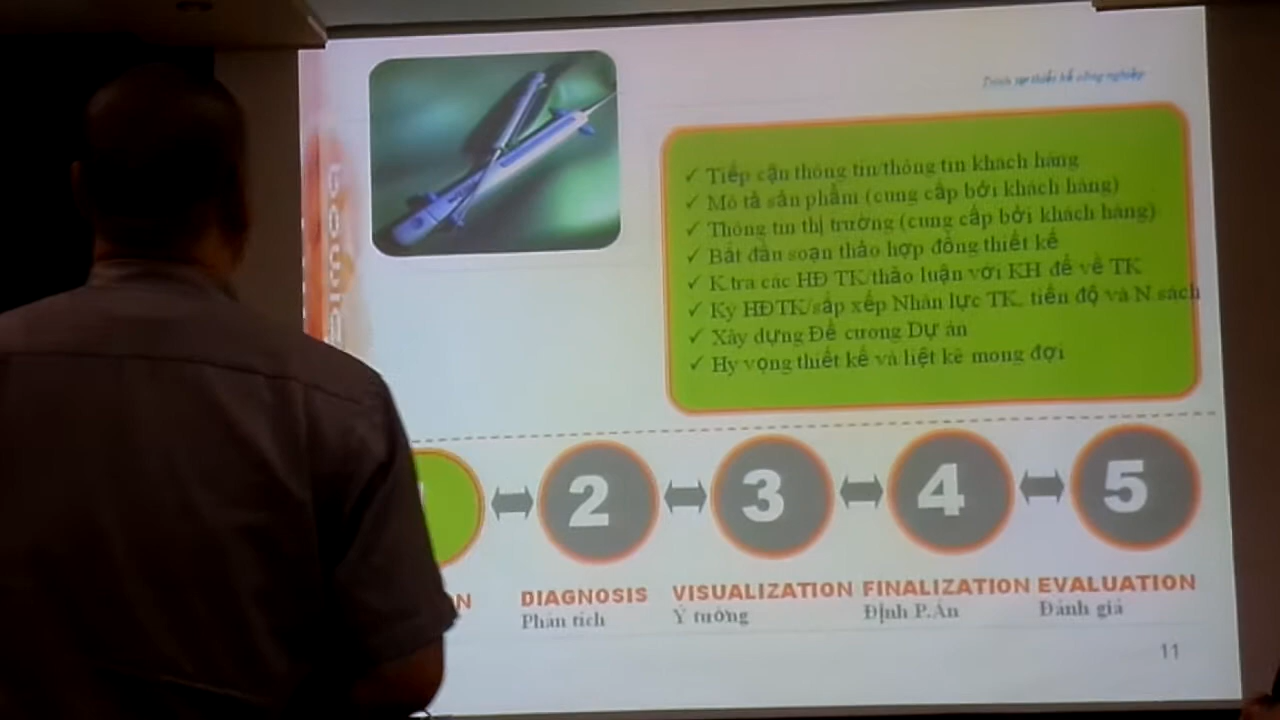 Trình tự thiết kế công nghiệp
✓ Tiếp cận thông tin/thông tin khách hàng
✓ Mô tả sản phẩm (cung cấp bởi khách hàng)
✓ Thông tin thị trường (cung cấp bởi khách hàng)
✓ Bắt đầu soạn thảo hợp đồng thiết kế
✓ K.tra các HĐ TK/thảo luận với KH để về TK
✓ Ký HĐTK/sắp xếp Nhân lực TK, tiến độ và N.sách
✓ Xây dựng Đề cương Dự án
✓ Hy vọng thiết kế và liệt kê mong đợi
2 3 4 5
DIAGNOSIS VISUALIZATION FINALIZATION EVALUATION
Phân tích Ý tưởng Định P.Án Đánh giá
11